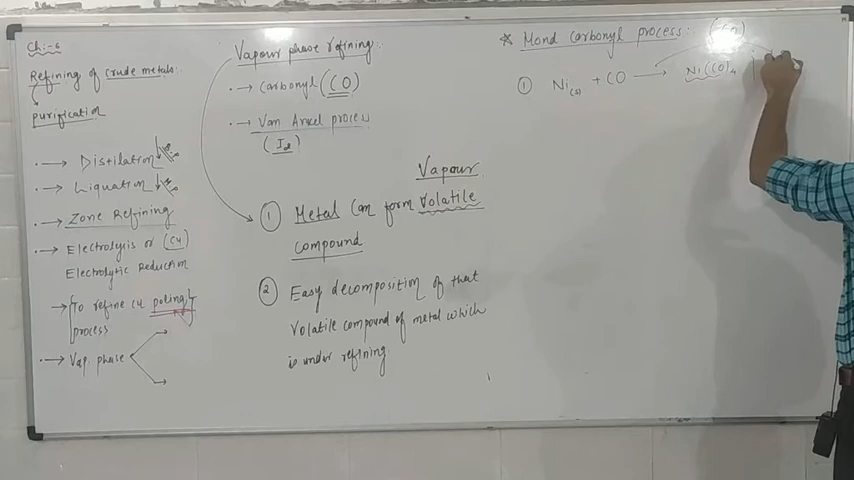 Ch:-6
Refining of crude metals:
purification
Distilation
Liquation
Zone Refining
Electrolysis or (Cu)
Electrolytic Reduction
To refine Cu poling
process
Vap. phase
Vapour phase refining:
Carbonyl (CO)
Van Arkel process
(I2)
Vapour
① Metal can form volatile
compound
② Easy decomposition of that
volatile compound of metal which
is under refining
* Mond carbonyl process:
① Ni(s) + CO → Ni(CO)4